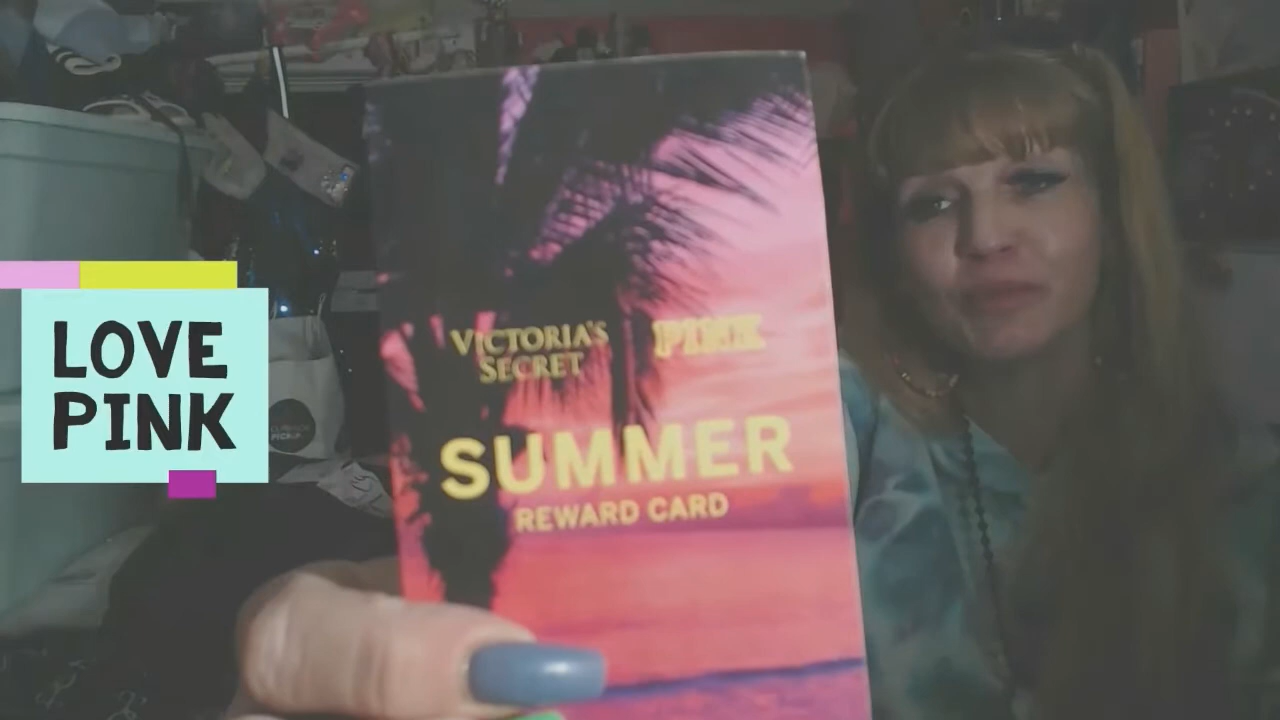 LOVE
PINK
VICTORIA'S
SECRET
PINK
SUMMER
REWARD CARD